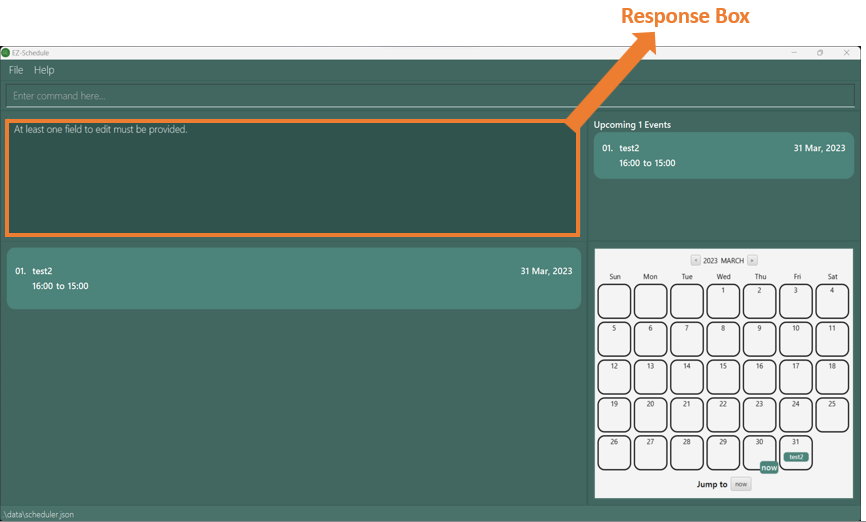 Response Box
EZ-Schedule
File Help
Enter command here...
At least one field to edit must be provided.
Upcoming 1 Events
01. test2 31 Mar, 2023
16:00 to 15:00
01. test2 31 Mar, 2023
16:00 to 15:00
2023 MARCH
Sun Mon Tue Wed Thu Fri Sat
1 2 3 4
5 6 7 8 9 10 11
12 13 14 15 16 17 18
19 20 21 22 23 24 25
26 27 28 29 30 31
now test2
Jump to now
\data\scheduler.json